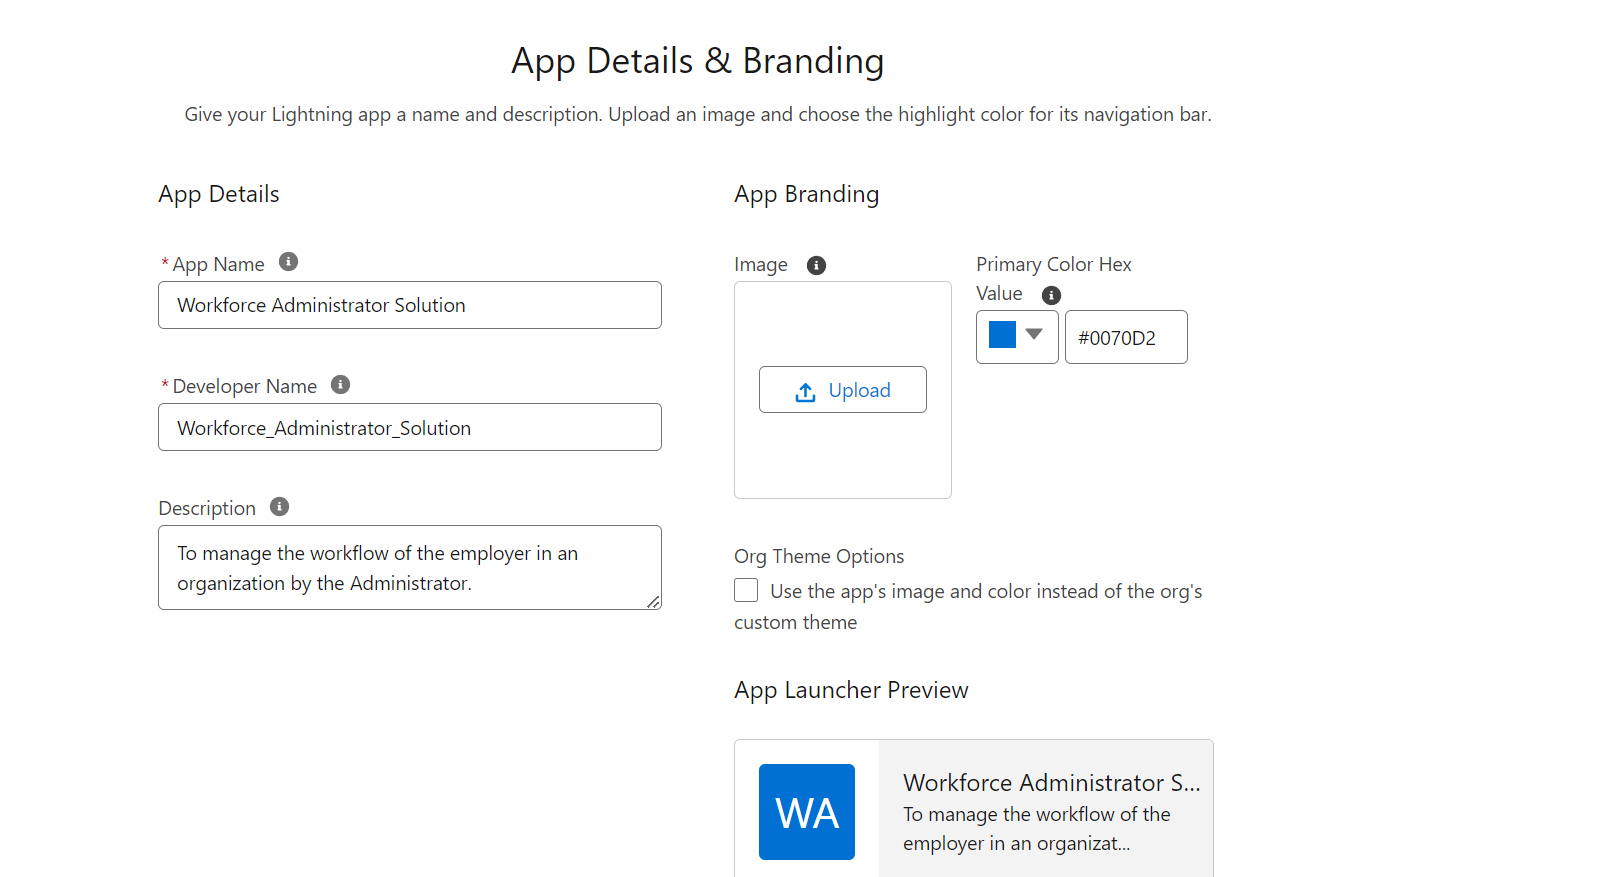 App Details & Branding
Give your Lightning app a name and description. Upload an image and choose the highlight color for its navigation bar.
App Details
*App Name
Workforce Administrator Solution
*Developer Name
Workforce_Administrator_Solution
Description
To manage the workflow of the employer in an
organization by the Administrator.
App Branding
Image
Upload
Primary Color Hex
Value
#0070D2
Org Theme Options
Use the app's image and color instead of the org's
custom theme
App Launcher Preview
WA
Workforce Administrator S...
To manage the workflow of the
employer in an organizat...